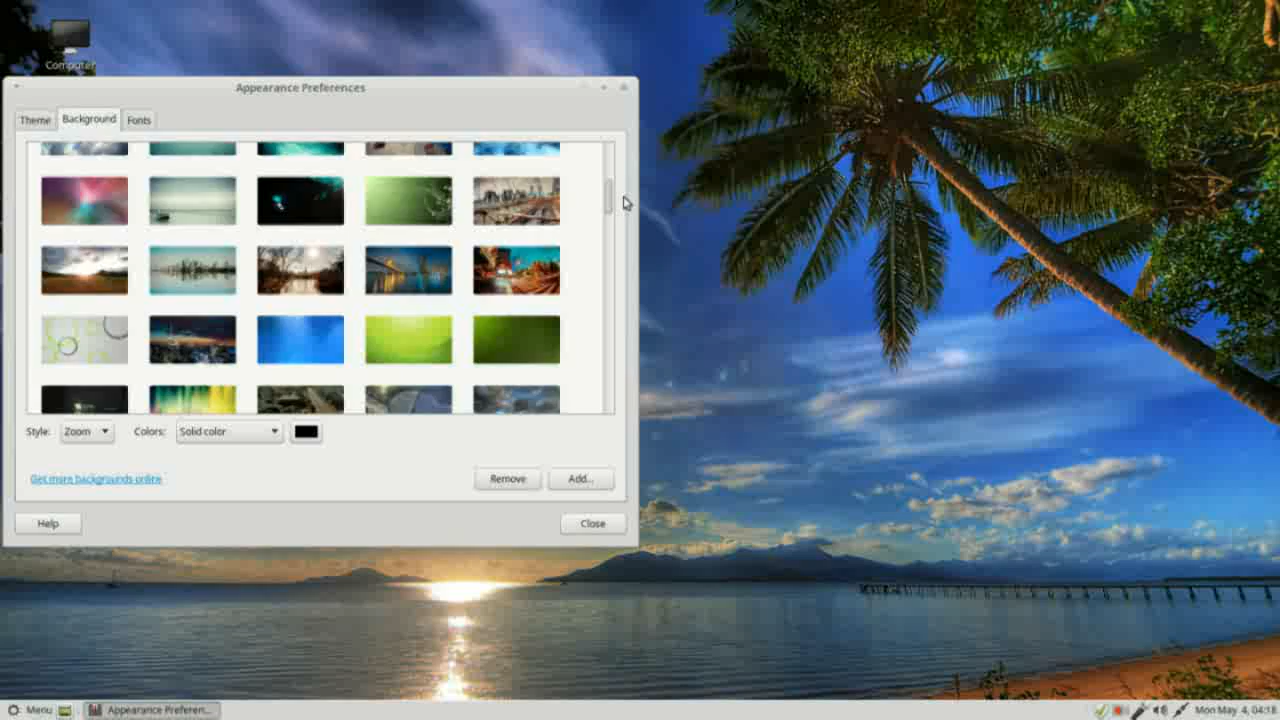 Computer
Appearance Preferences
Theme Background Fonts
Style: Zoom Colors: Solid color
Get more backgrounds online
Remove Add...
Help Close
Menu Appearance Preferen... Mon May 4, 04:18